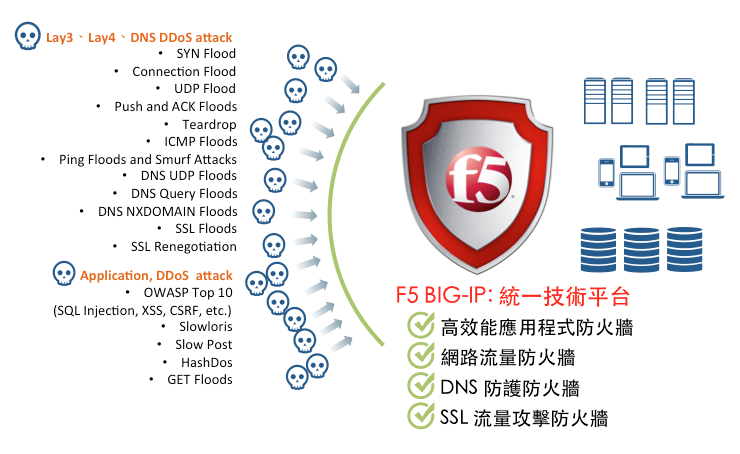 Lay3、Lay4、DNS DDoS attack
• SYN Flood
• Connection Flood
• UDP Flood
• Push and ACK Floods
• Teardrop
• ICMP Floods
• Ping Floods and Smurf Attacks
• DNS UDP Floods
• DNS Query Floods
• DNS NXDOMAIN Floods
• SSL Floods
• SSL Renegotiation
Application, DDoS attack
• OWASP Top 10
(SQL Injection, XSS, CSRF, etc.)
• Slowloris
• Slow Post
• HashDos
• GET Floods
f5
F5 BIG-IP: 統一技術平台
高效能應用程式防火牆
網路流量防火牆
DNS 防護防火牆
SSL 流量攻擊防火牆